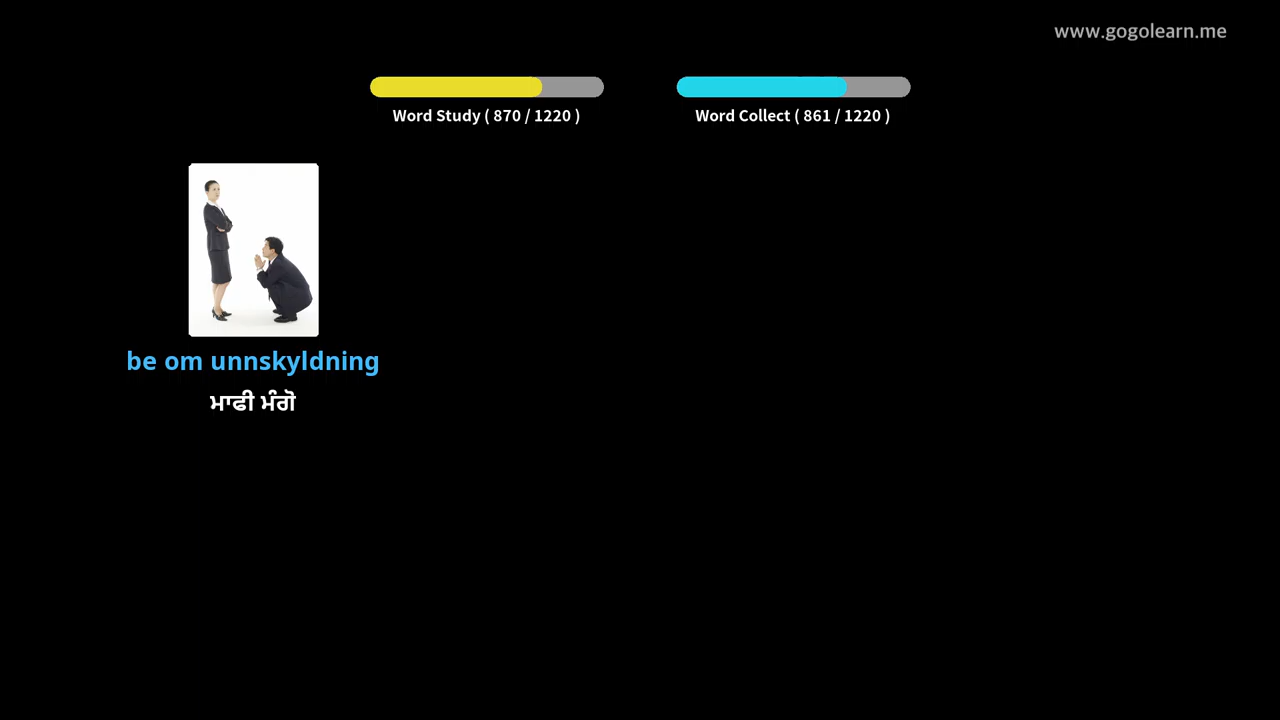 www.gogolearn.me
Word Study ( 870 / 1220 )
Word Collect ( 861 / 1220 )
be om unnskyldning
ਮਾਫੀ ਮੰਗੋ